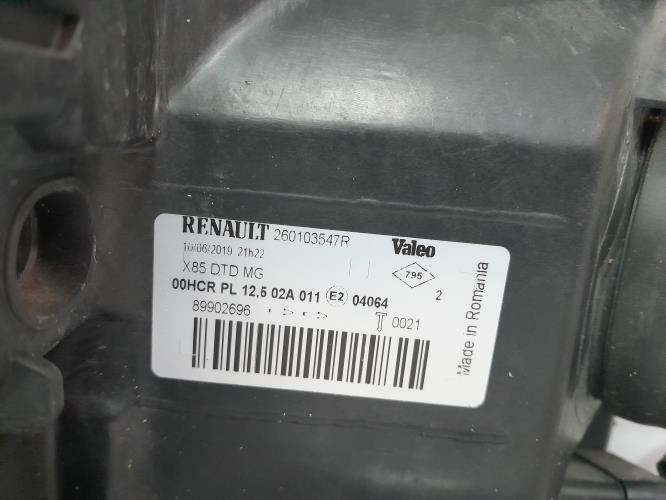 RENAULT 260103547R Valeo
10/06/2019 21h22
X85 DTD MG 795 2
00HCR PL 12,5 02A 011 E2 04064
89902696 0021
Made in Romania